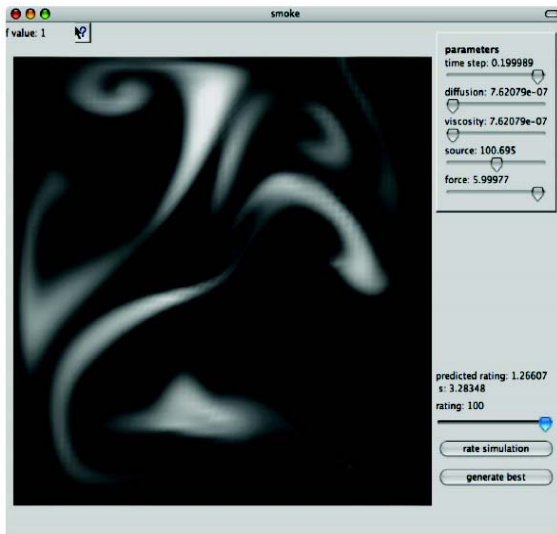 smoke
f value: 1
?
parameters
time step: 0.199989
diffusion: 7.62079e-07
viscosity: 7.62079e-07
source: 100.695
force: 5.99977
predicted rating: 1.26607
s: 3.28348
rating: 100
rate simulation
generate best